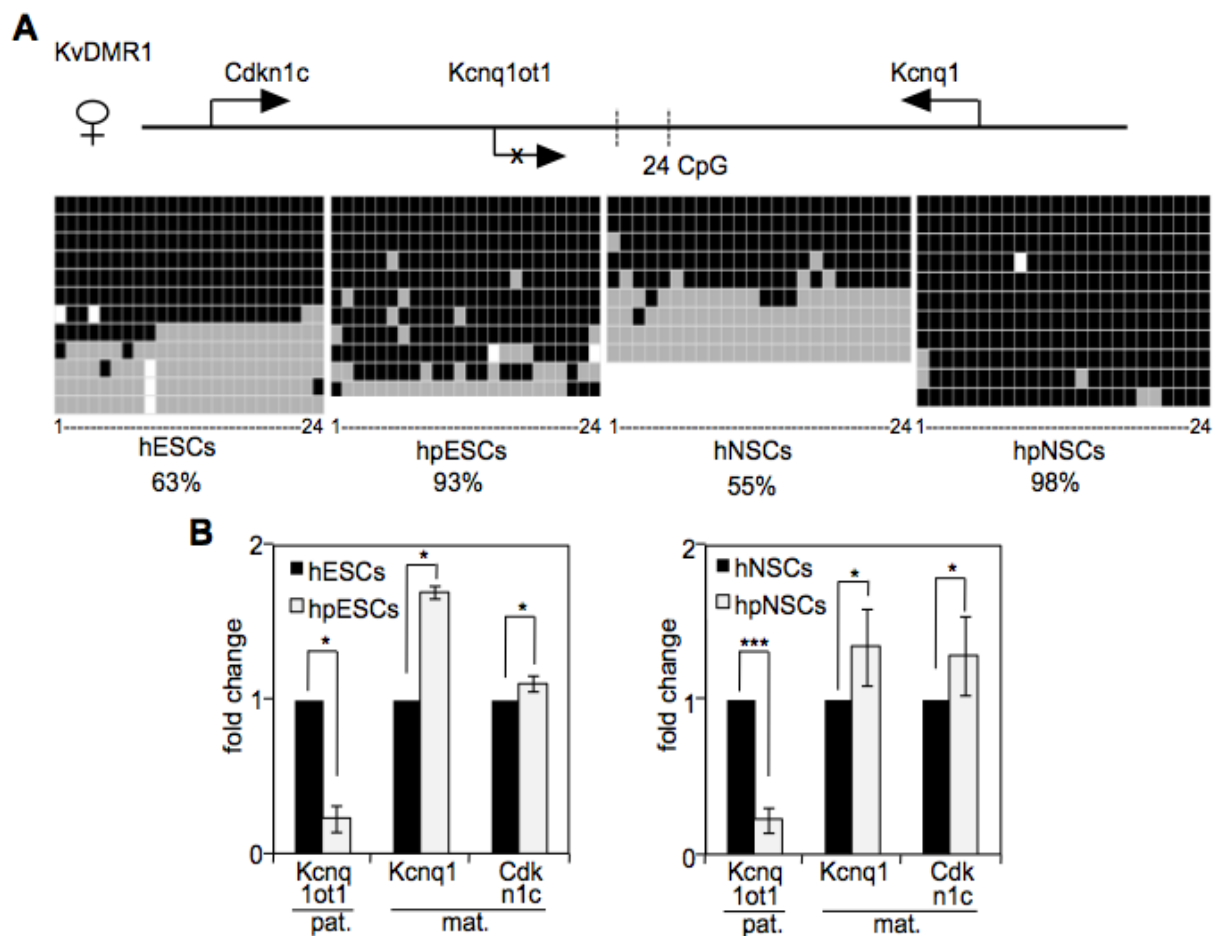 A
KvDMR1
Cdkn1c
Kcnq1ot1
Kcnq1
♀
x
24 CpG
1------------------------------24
1------------------------------24
1------------------------------24
1------------------------------24
hESCs
hpESCs
hNSCs
hpNSCs
63%
93%
55%
98%
B
2
1
0
fold change
hESCs
hpESCs
*
*
*
Kcnq
1ot1
Kcnq1
Cdk
n1c
pat.
mat.
2
1
0
fold change
hNSCs
hpNSCs
***
*
*
Kcnq
1ot1
Kcnq1
Cdk
n1c
pat.
mat.